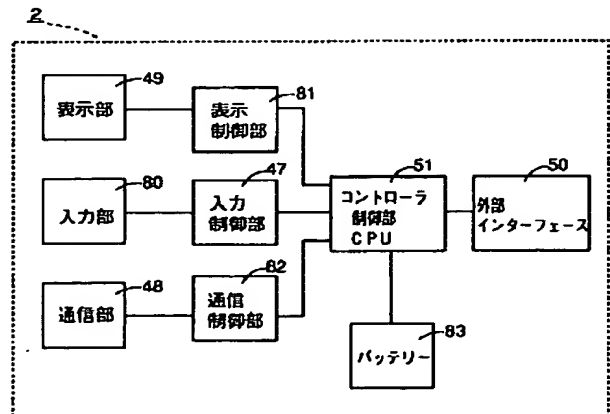 2
49
表示部
81
表示
制御部
80
入力部
47
入力
制御部
48
通信部
82
通信
制御部
51
コントローラ
制御部
CPU
50
外部
インターフェース
83
バッテリー